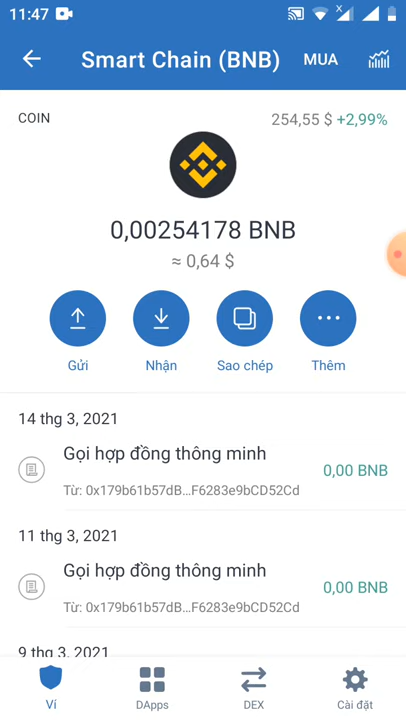 11:47
Smart Chain (BNB) MUA
COIN 254,55 $ +2,99%
0,00254178 BNB
≈ 0,64 $
Gửi Nhận Sao chép Thêm
14 thg 3, 2021
Gọi hợp đồng thông minh
0,00 BNB
Từ: 0x179b61b57dB...F6283e9bCD52Cd
11 thg 3, 2021
Gọi hợp đồng thông minh
0,00 BNB
Từ: 0x179b61b57dB...F6283e9bCD52Cd
9 thg 3, 2021
Ví DApps DEX Cài đặt